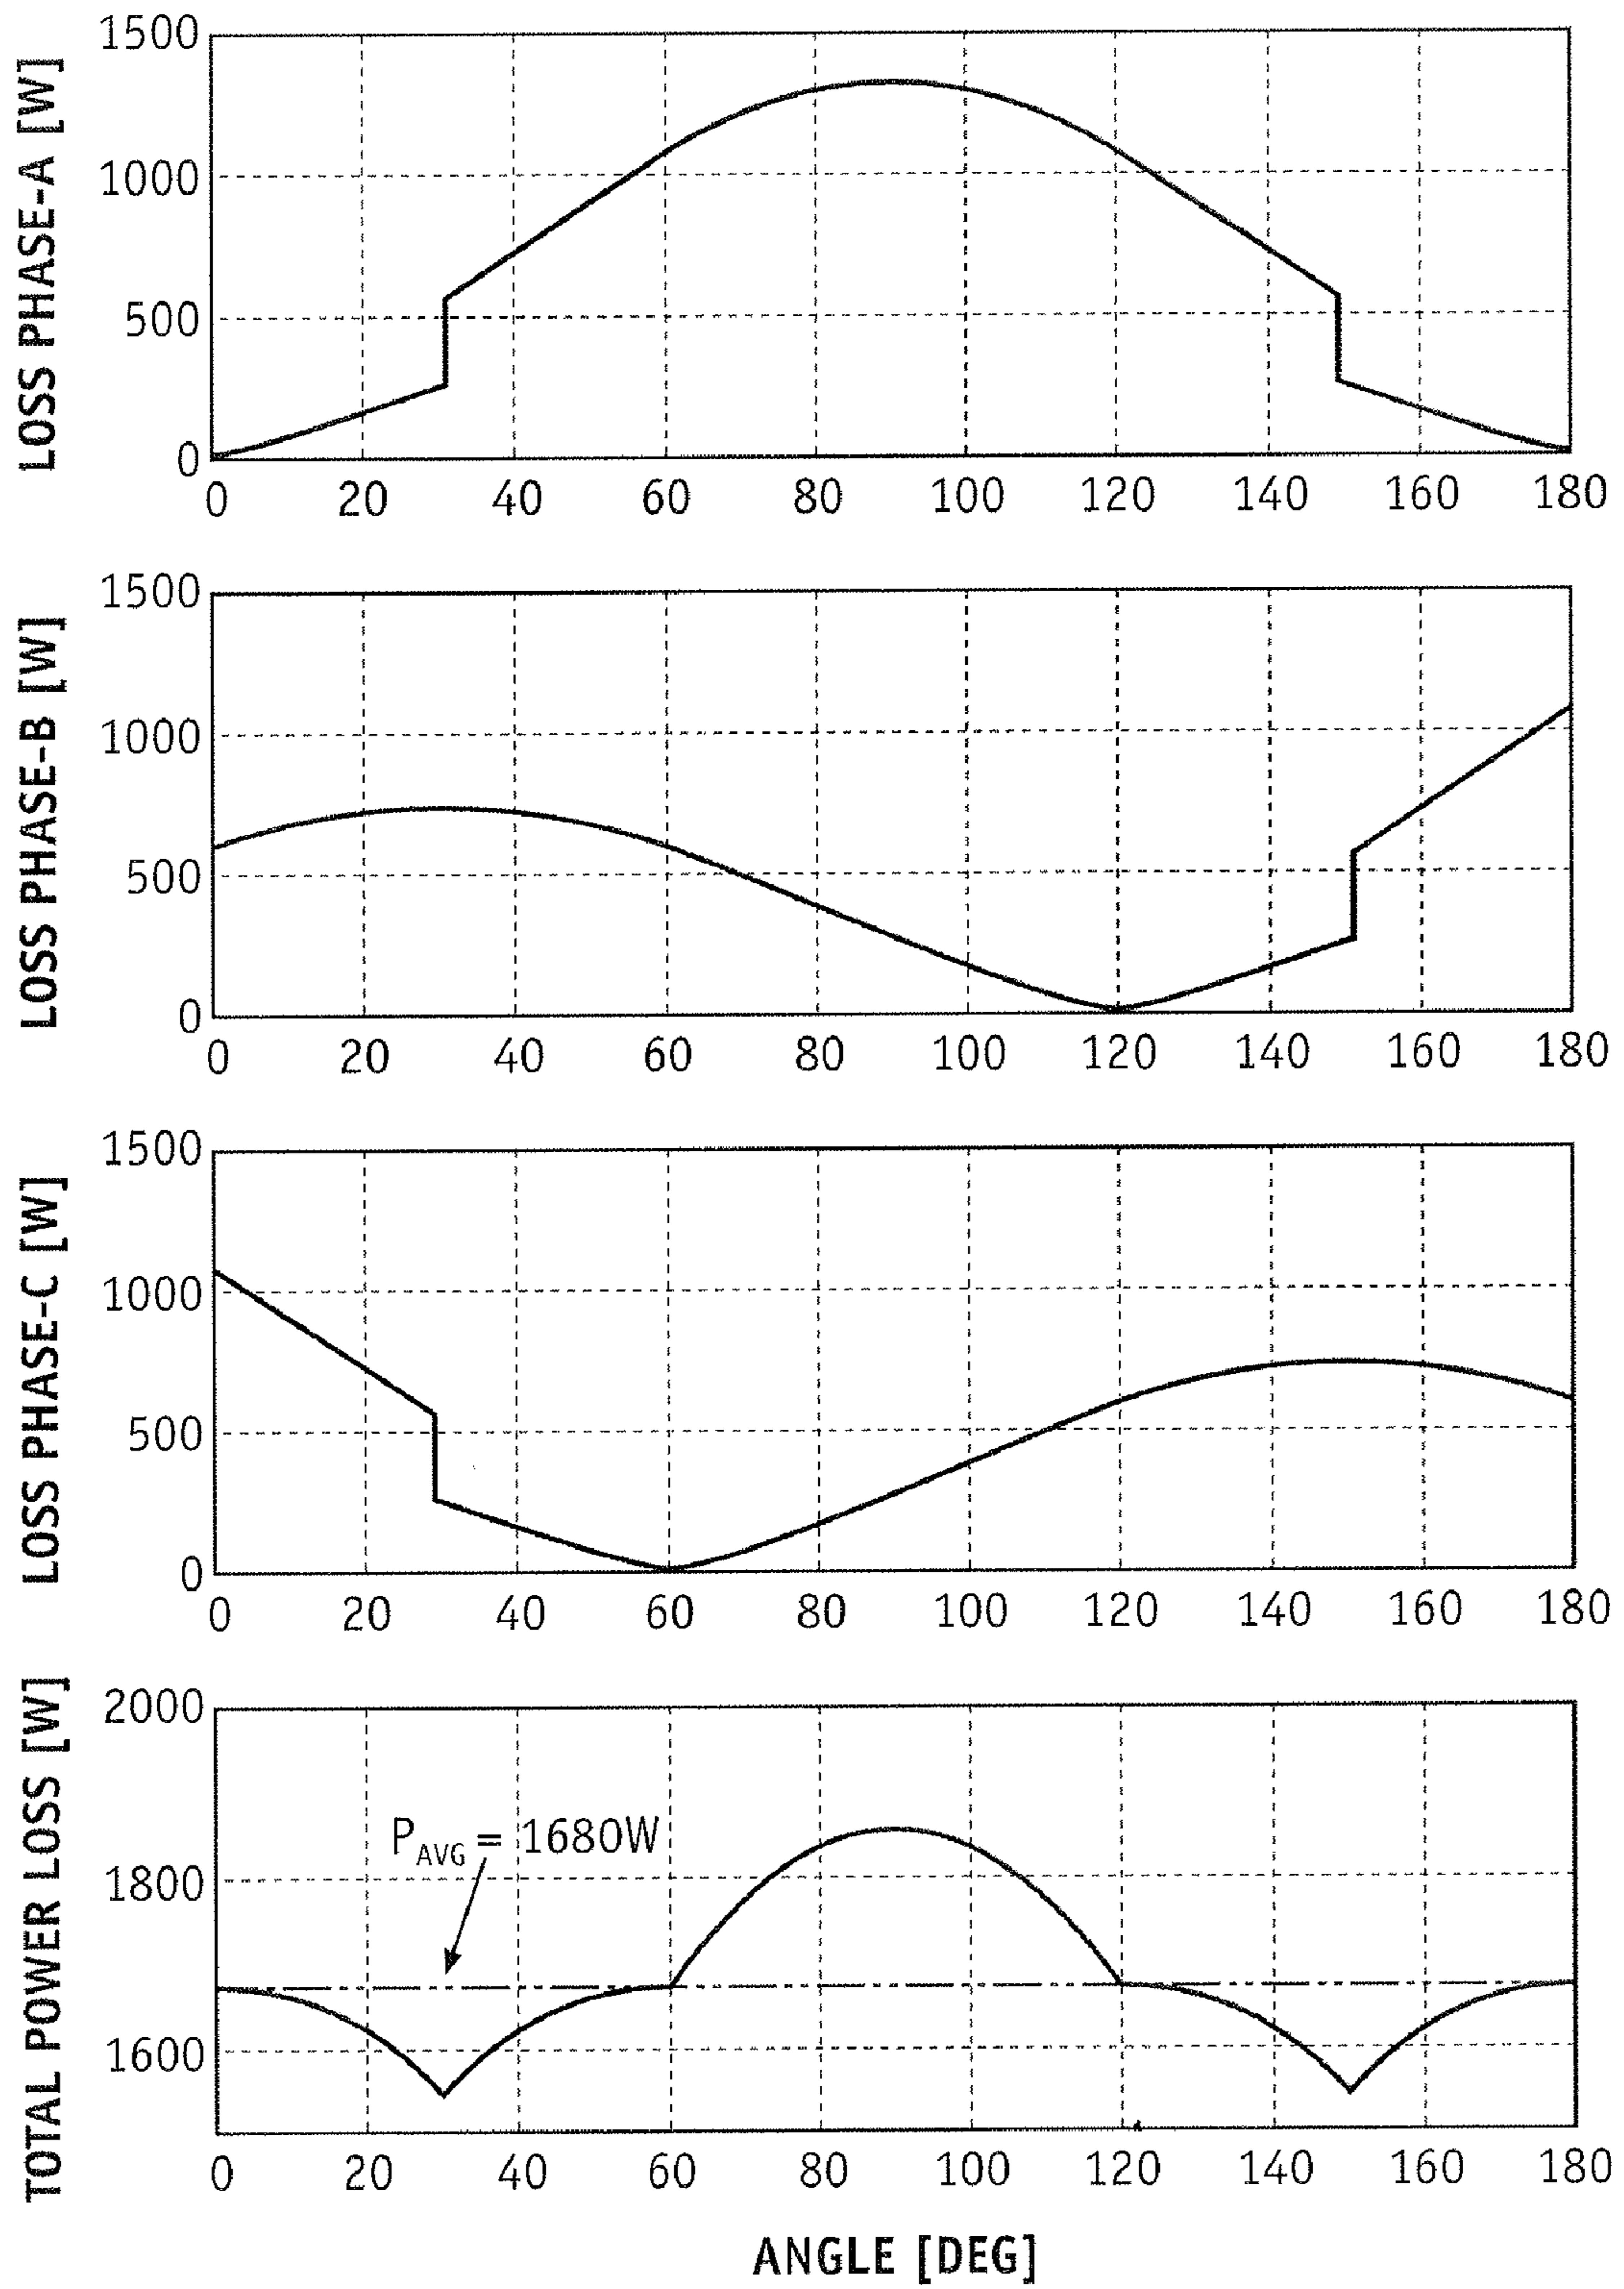 LOSS PHASE-A [W]
1500
1000
500
0
0 20 40 60 80 100 120 140 160 180
LOSS PHASE-B [W]
1500
1000
500
0
0 20 40 60 80 100 120 140 160 180
LOSS PHASE-C [W]
1500
1000
500
0
0 20 40 60 80 100 120 140 160 180
TOTAL POWER LOSS [W]
2000
1800
1600
PAVG = 1680W
0 20 40 60 80 100 120 140 160 180
ANGLE [DEG]